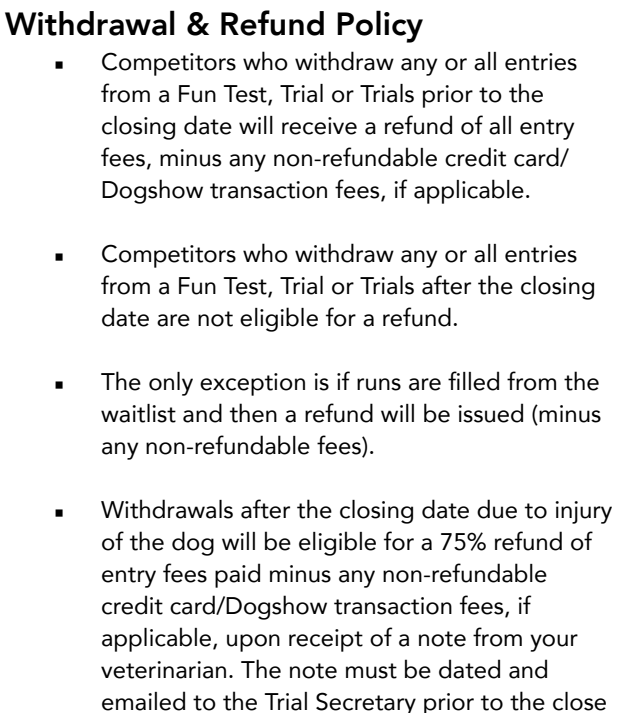 Withdrawal & Refund Policy
▪ Competitors who withdraw any or all entries
from a Fun Test, Trial or Trials prior to the
closing date will receive a refund of all entry
fees, minus any non-refundable credit card/
Dogshow transaction fees, if applicable.
▪ Competitors who withdraw any or all entries
from a Fun Test, Trial or Trials after the closing
date are not eligible for a refund.
▪ The only exception is if runs are filled from the
waitlist and then a refund will be issued (minus
any non-refundable fees).
▪ Withdrawals after the closing date due to injury
of the dog will be eligible for a 75% refund of
entry fees paid minus any non-refundable
credit card/Dogshow transaction fees, if
applicable, upon receipt of a note from your
veterinarian. The note must be dated and
emailed to the Trial Secretary prior to the close